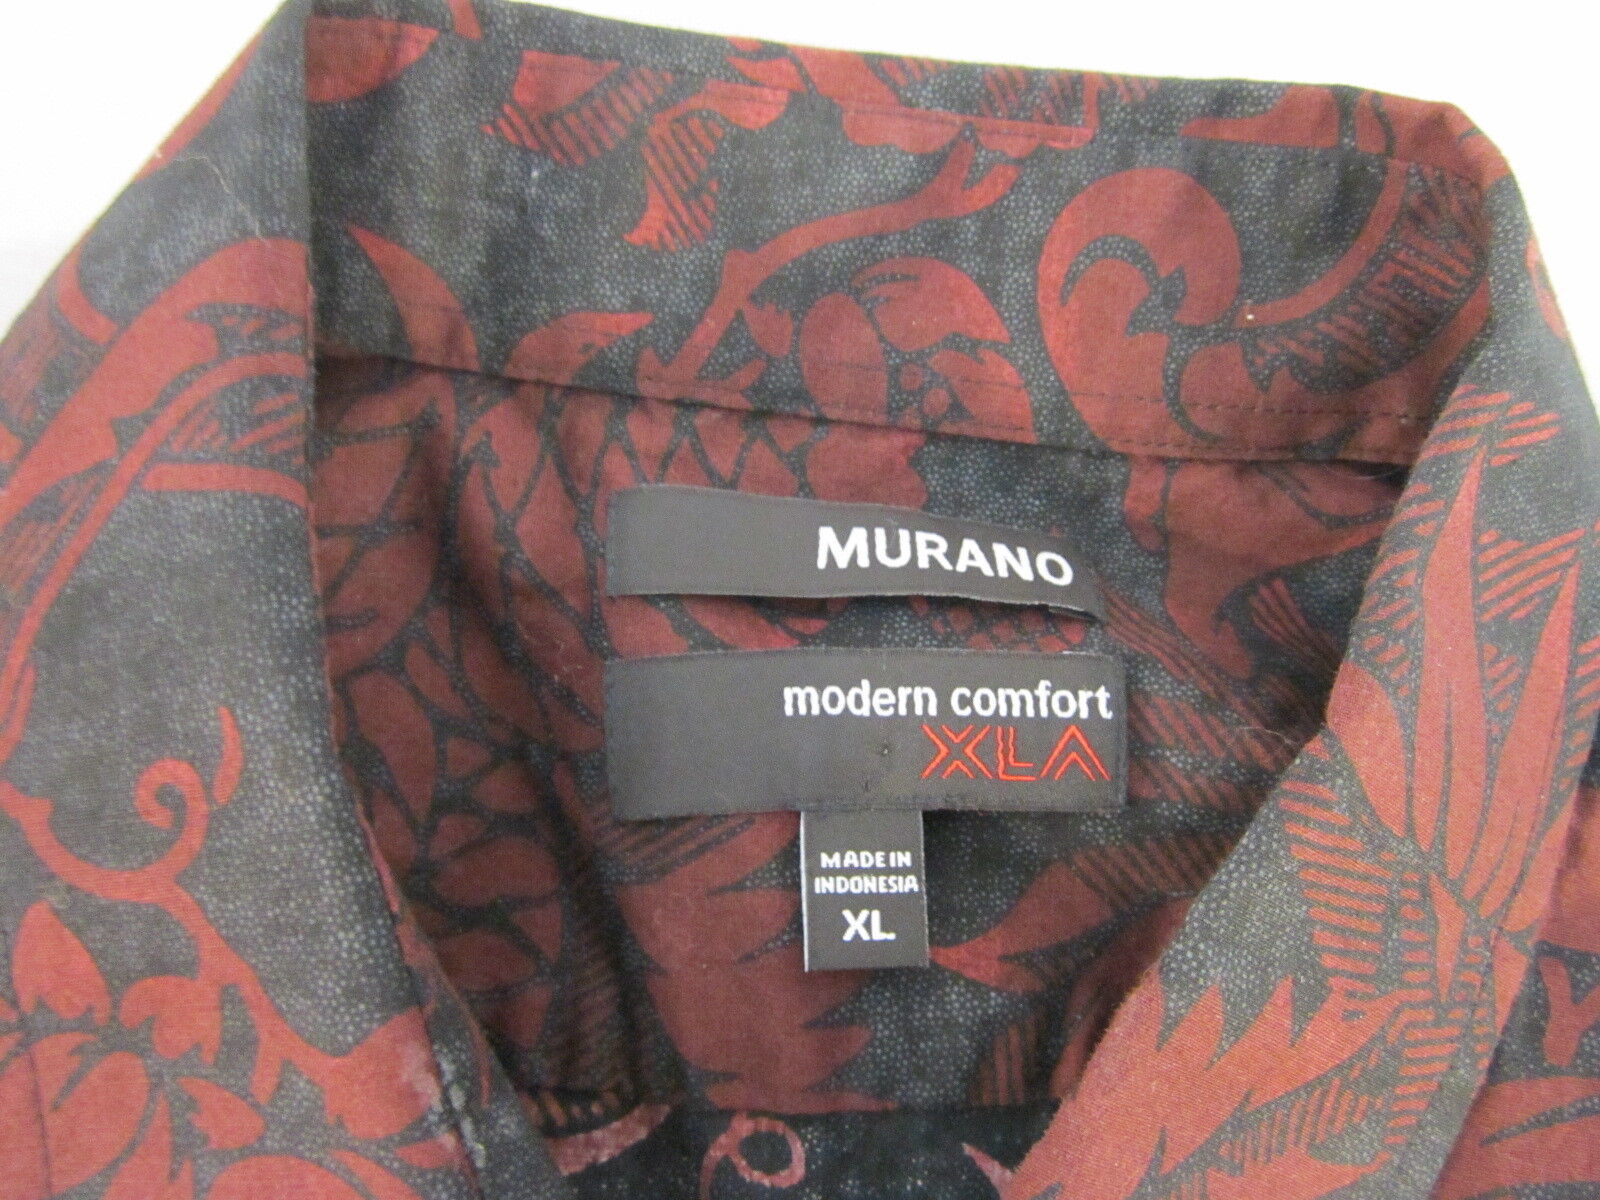 MURANO
modern comfort
XLA
MADE IN
INDONESIA
XL